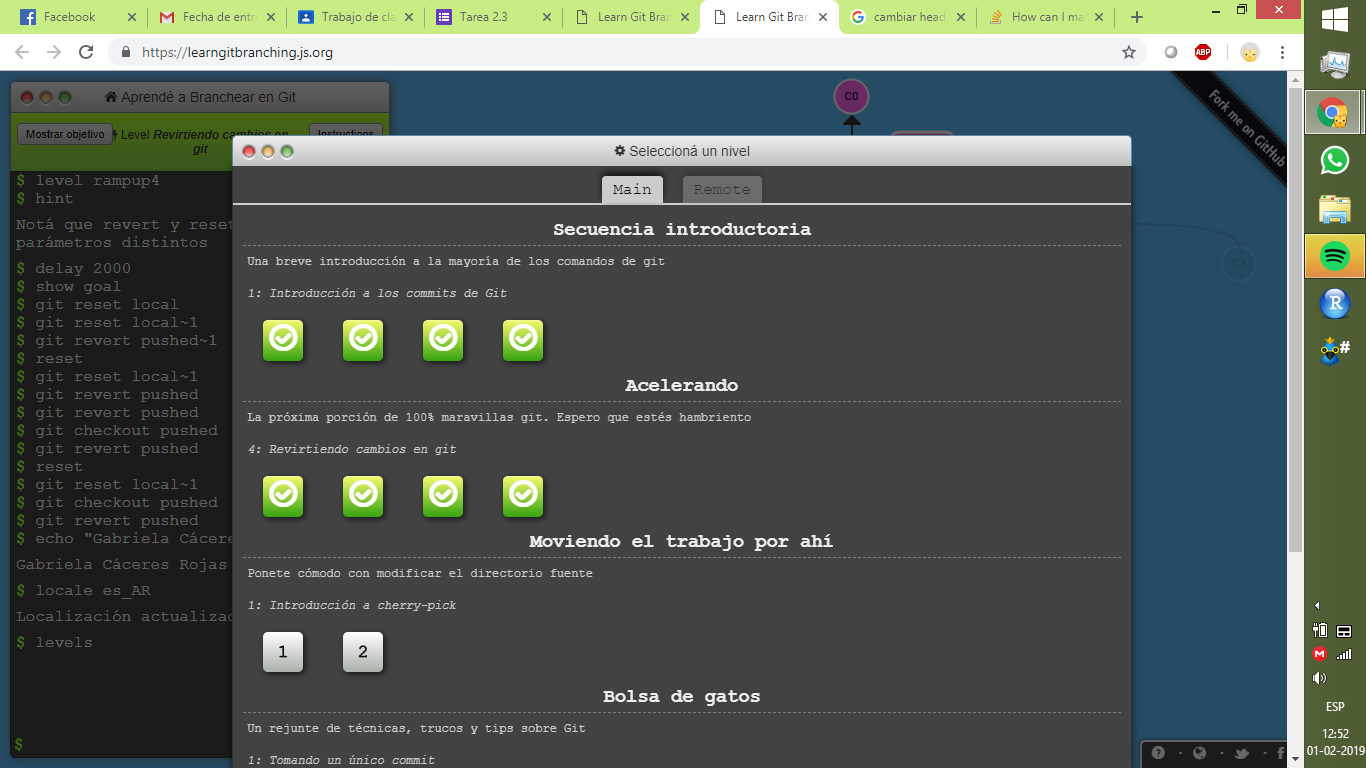 Facebook
Fecha de entre
Trabajo de cla
Tarea 2.3
Learn Git Bran
Learn Git Bran
cambiar head
How can I ma
https://learngitbranching.js.org
ABP
Aprendé a Branchear en Git
Mostrar objetivo
Level Revirtiendo cambios en git
Instructions
$ level rampup4
$ hint
Notá que revert y reset
parámetros distintos
$ delay 2000
$ show goal
$ git reset local
$ git reset local~1
$ git revert pushed~1
$ reset
$ git reset local~1
$ git revert pushed
$ git revert pushed
$ git checkout pushed
$ git revert pushed
$ reset
$ git reset local~1
$ git checkout pushed
$ git revert pushed
$ echo "Gabriela Cácere
Gabriela Cáceres Rojas
$ locale es_AR
Localización actualizad
$ levels
$
C0
Fork me on GitHub
Seleccioná un nivel
Main
Remote
Secuencia introductoria
Una breve introducción a la mayoría de los comandos de git
1: Introducción a los commits de Git
Acelerando
La próxima porción de 100% maravillas git. Espero que estés hambriento
4: Revirtiendo cambios en git
Moviendo el trabajo por ahí
Ponete cómodo con modificar el directorio fuente
1: Introducción a cherry-pick
1
2
Bolsa de gatos
Un rejunte de técnicas, trucos y tips sobre Git
1: Tomando un único commit
R
#
M
ESP
12:52
01-02-2019